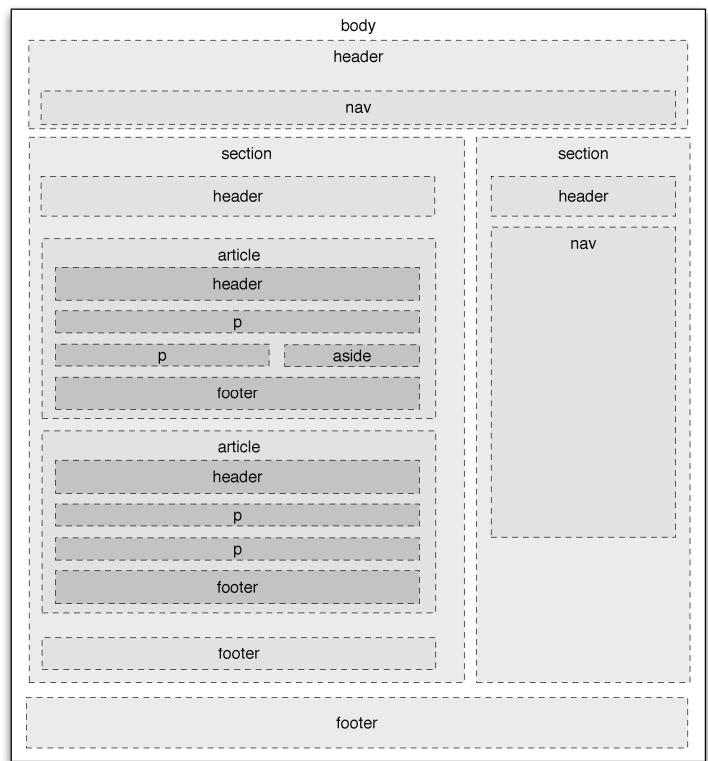 body
header
nav
section
header
article
header
p
p
aside
footer
article
header
p
p
footer
footer
section
header
nav
footer